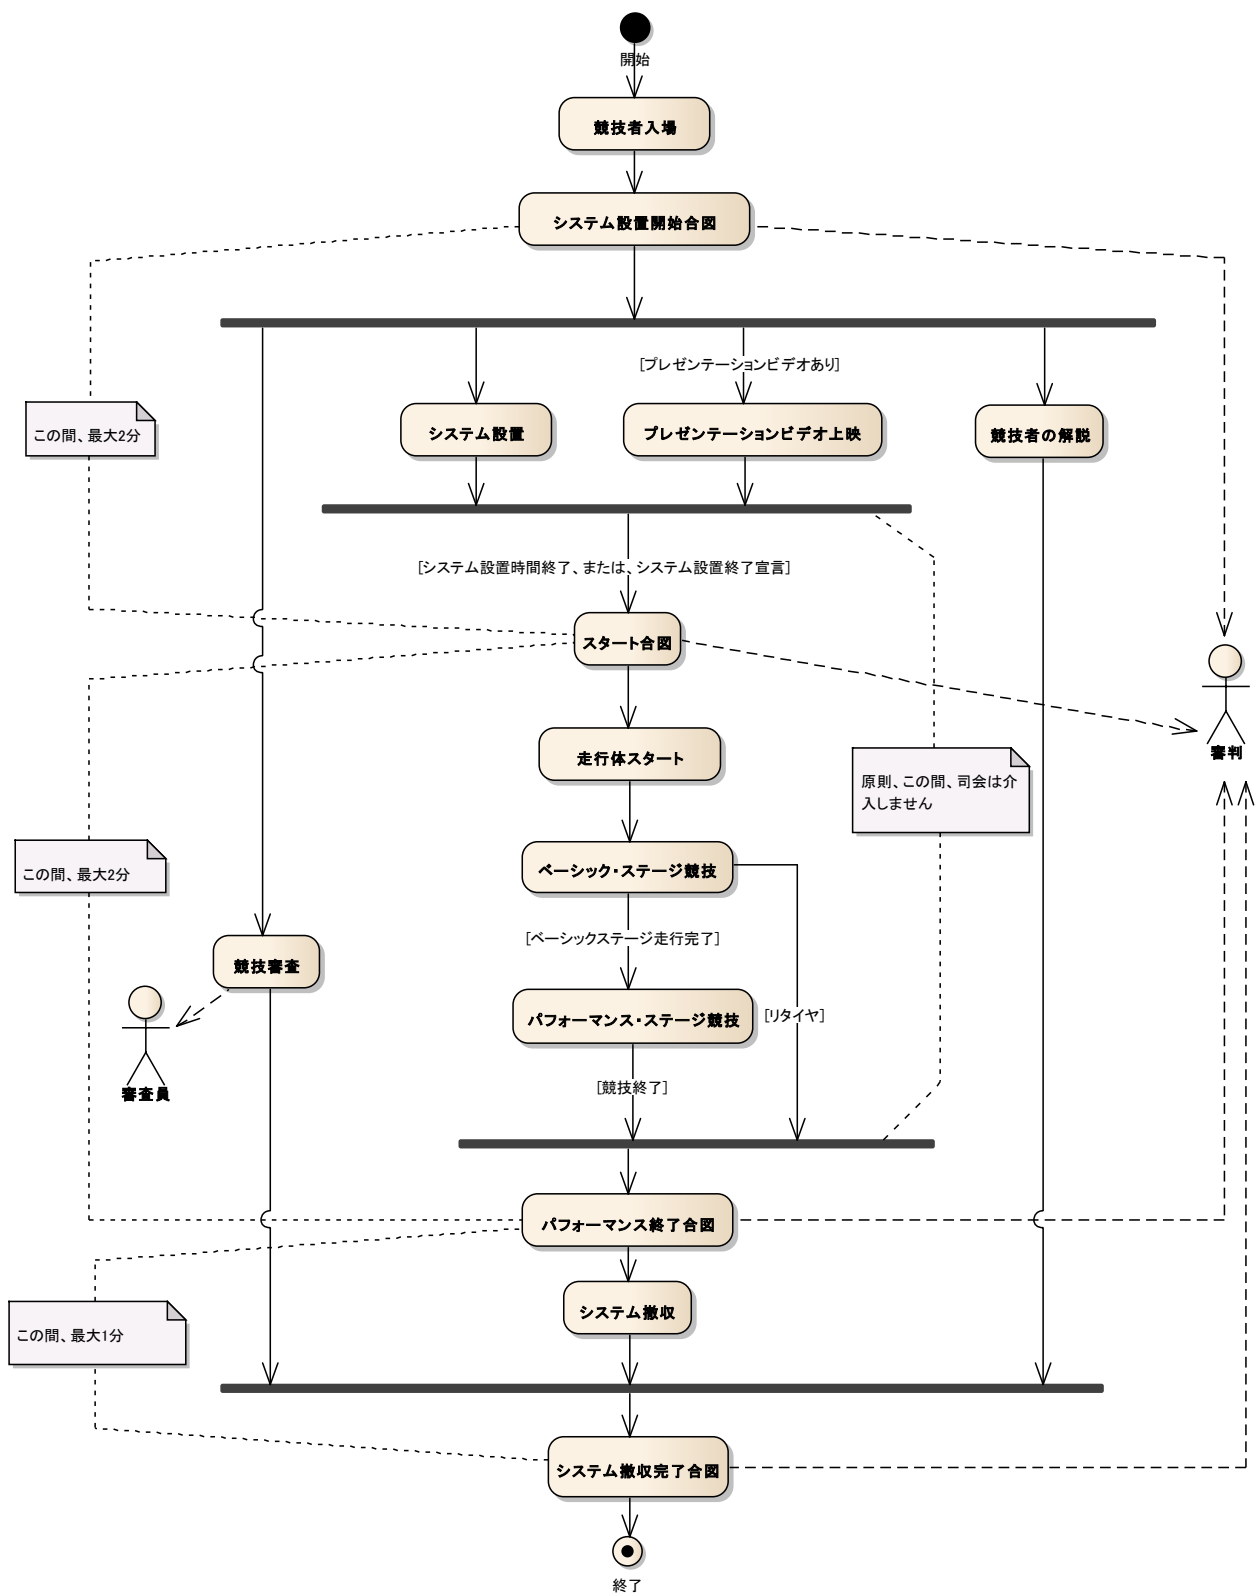 開始
競技者入場
システム設置開始合図
[プレゼンテーションビデオあり]
この間、最大2分
システム設置
プレゼンテーションビデオ上映
競技者の解説
[システム設置時間終了、または、システム設置終了宣言]
スタート合図
審判
走行体スタート
原則、この間、司会は介
入しません
この間、最大2分
ベーシック・ステージ競技
[ベーシックステージ走行完了]
競技審査
パフォーマンス・ステージ競技
[リタイヤ]
審査員
[競技終了]
パフォーマンス終了合図
システム撤収
この間、最大1分
システム撤収完了合図
終了